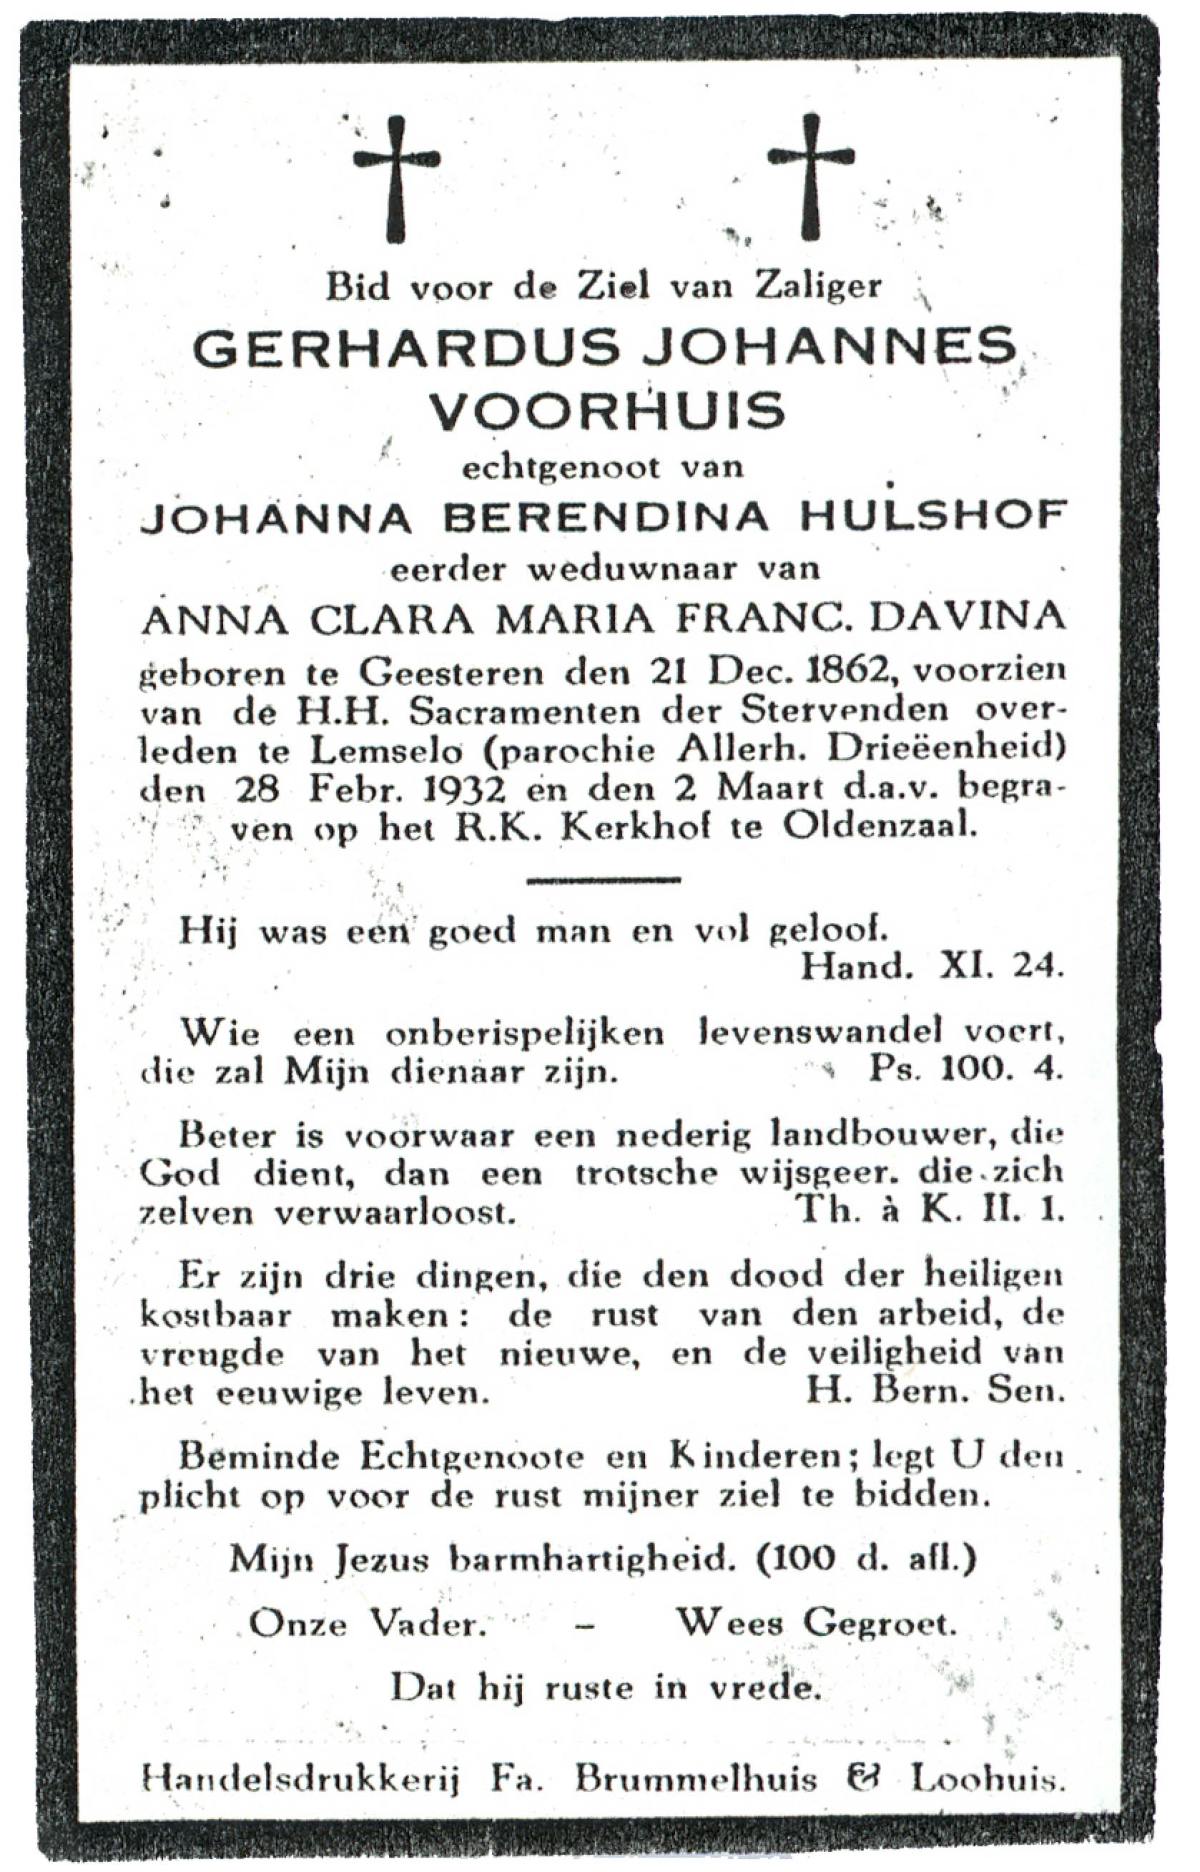 Bid voor de Ziel van Zaliger
GERHARDUS JOHANNES
VOORHUIS
echtgenoot van
JOHANNA BERENDINA HULSHOF
eerder weduwnaar van
ANNA CLARA MARIA FRANC. DAVINA
geboren te Geesteren den 21 Dec. 1862, voorzien
van de H.H. Sacramenten der Stervenden over-
leden te Lemselo (parochie Allerh. Drieëenheid)
den 28 Febr. 1932 en den 2 Maart d.a.v. begra-
ven op het R.K. Kerkhof te Oldenzaal.
Hij was een goed man en vol geloof.
Hand. XI. 24.
Wie een onberispelijken levenswandel voert,
die zal Mijn dienaar zijn. Ps. 100. 4.
Beter is voorwaar een nederig landbouwer, die
God dient, dan een trotsche wijsgeer. die zich
zelven verwaarloost. Th. à K. II. 1.
Er zijn drie dingen, die den dood der heiligen
kostbaar maken: de rust van den arbeid, de
vreugde van het nieuwe, en de veiligheid van
het eeuwige leven. H. Bern. Sen.
Beminde Echtgenoote en Kinderen; legt U den
plicht op voor de rust mijner ziel te bidden.
Mijn Jezus barmhartigheid. (100 d. afl.)
Onze Vader. – Wees Gegroet.
Dat hij ruste in vrede.
Handelsdrukkerij Fa. Brummelhuis & Loohuis.